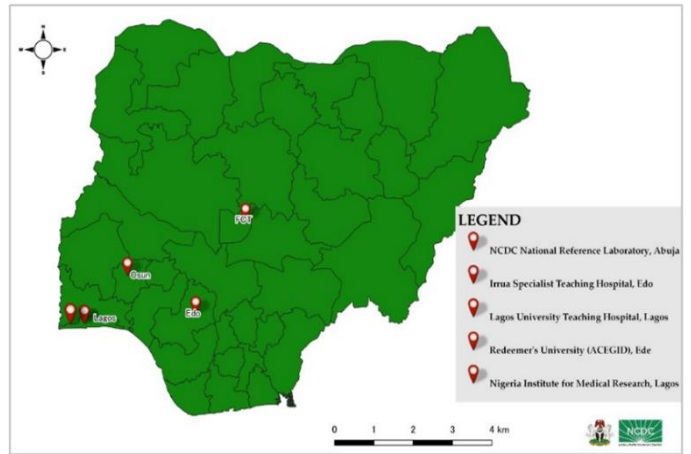 N
W
E
S
FCT
Osun
Edo
Lagos
LEGEND
NCDC National Reference Laboratory, Abuja
Irrua Specialist Teaching Hospital, Edo
Lagos University Teaching Hospital, Lagos
Redeemer's University (ACEGID), Ede
Nigeria Institute for Medical Research, Lagos
0 1 2 3 4 km
NCDC